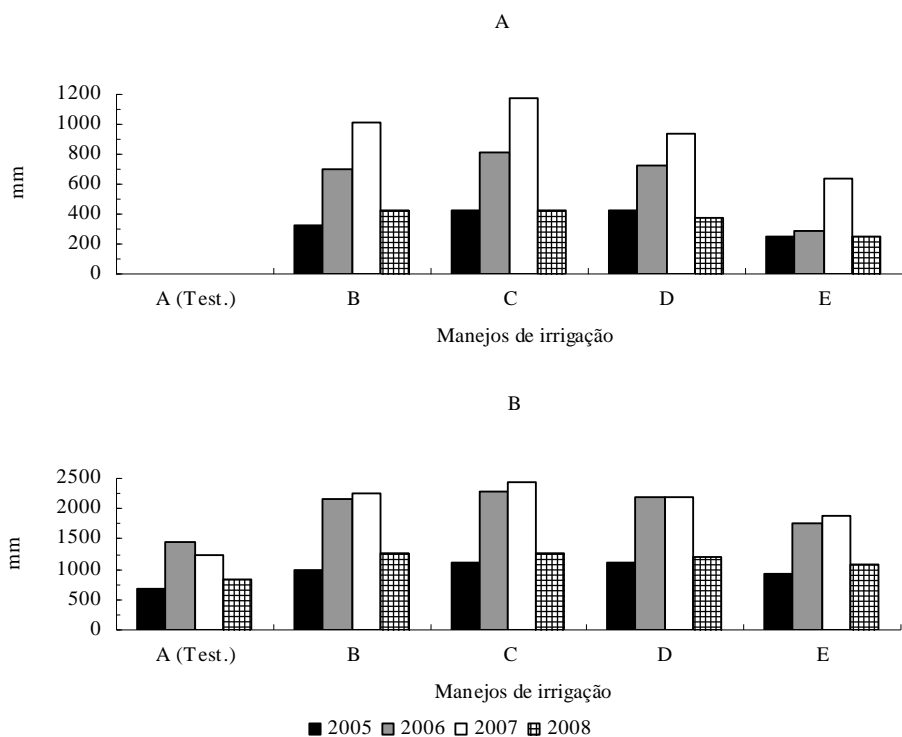 A
1200
1000
800
600
400
200
0
mm
A (Test.) B C D E
Manejos de irrigação
B
2500
2000
1500
1000
500
0
mm
A (Test.) B C D E
Manejos de irrigação
2005 2006 2007 2008